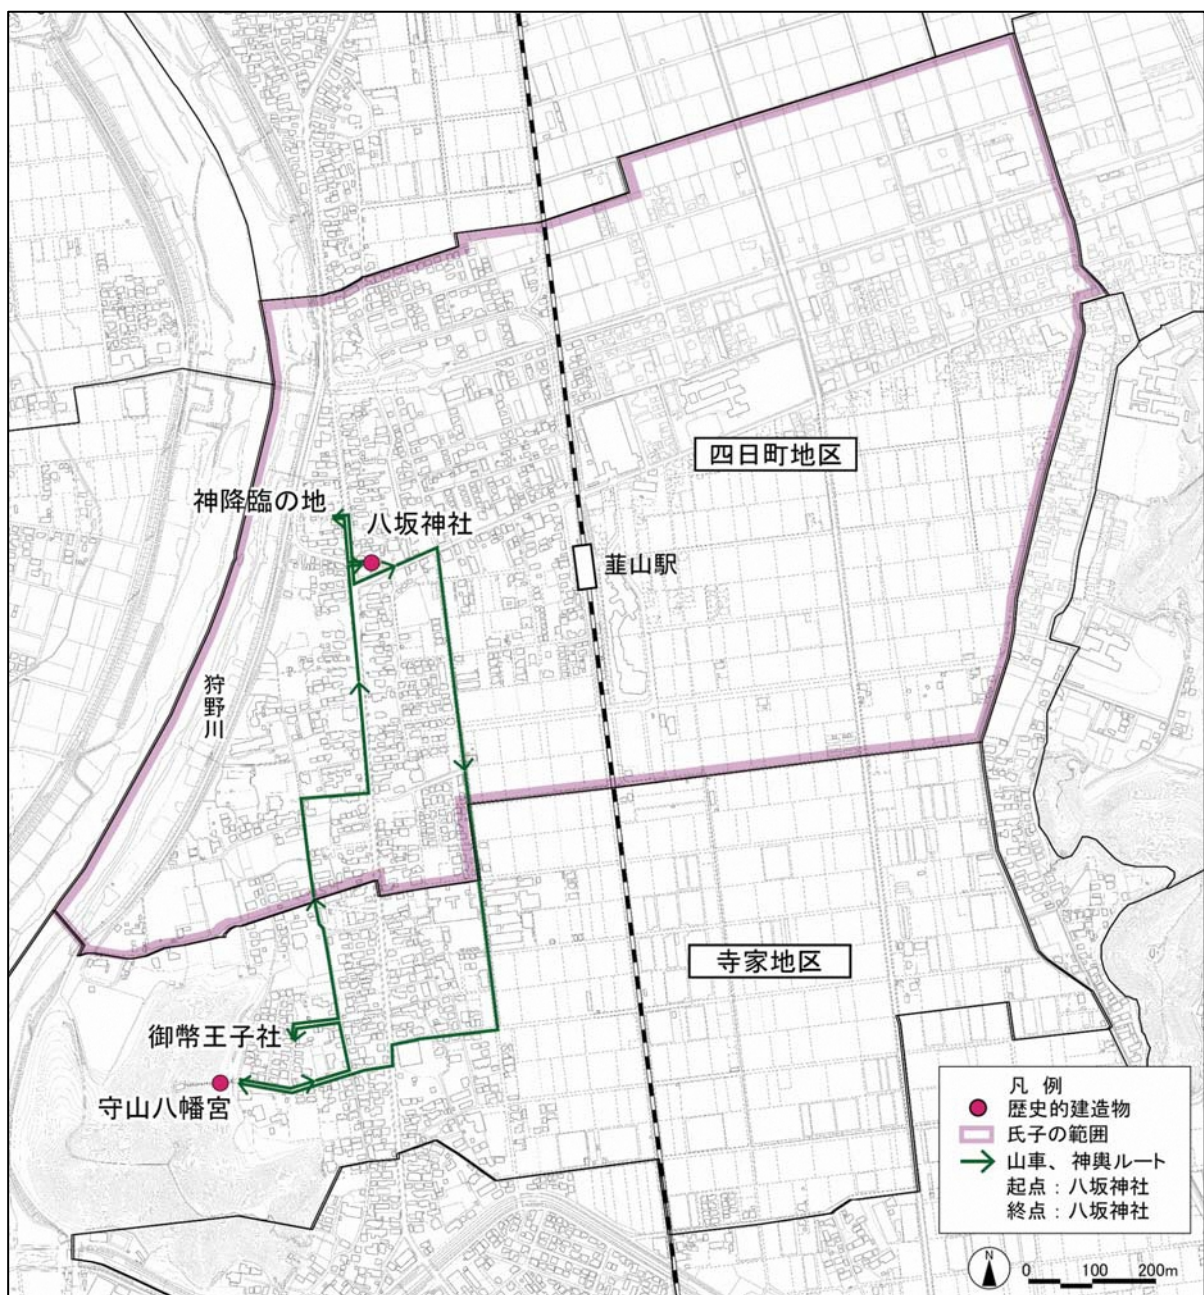 四日町地区
神降臨の地
八坂神社
韮山駅
狩野川
寺家地区
御幣王子社
守山八幡宮
凡 例
歴史的建造物
氏子の範囲
山車、神輿ルート
起点：八坂神社
終点：八坂神社
N
0 100 200m